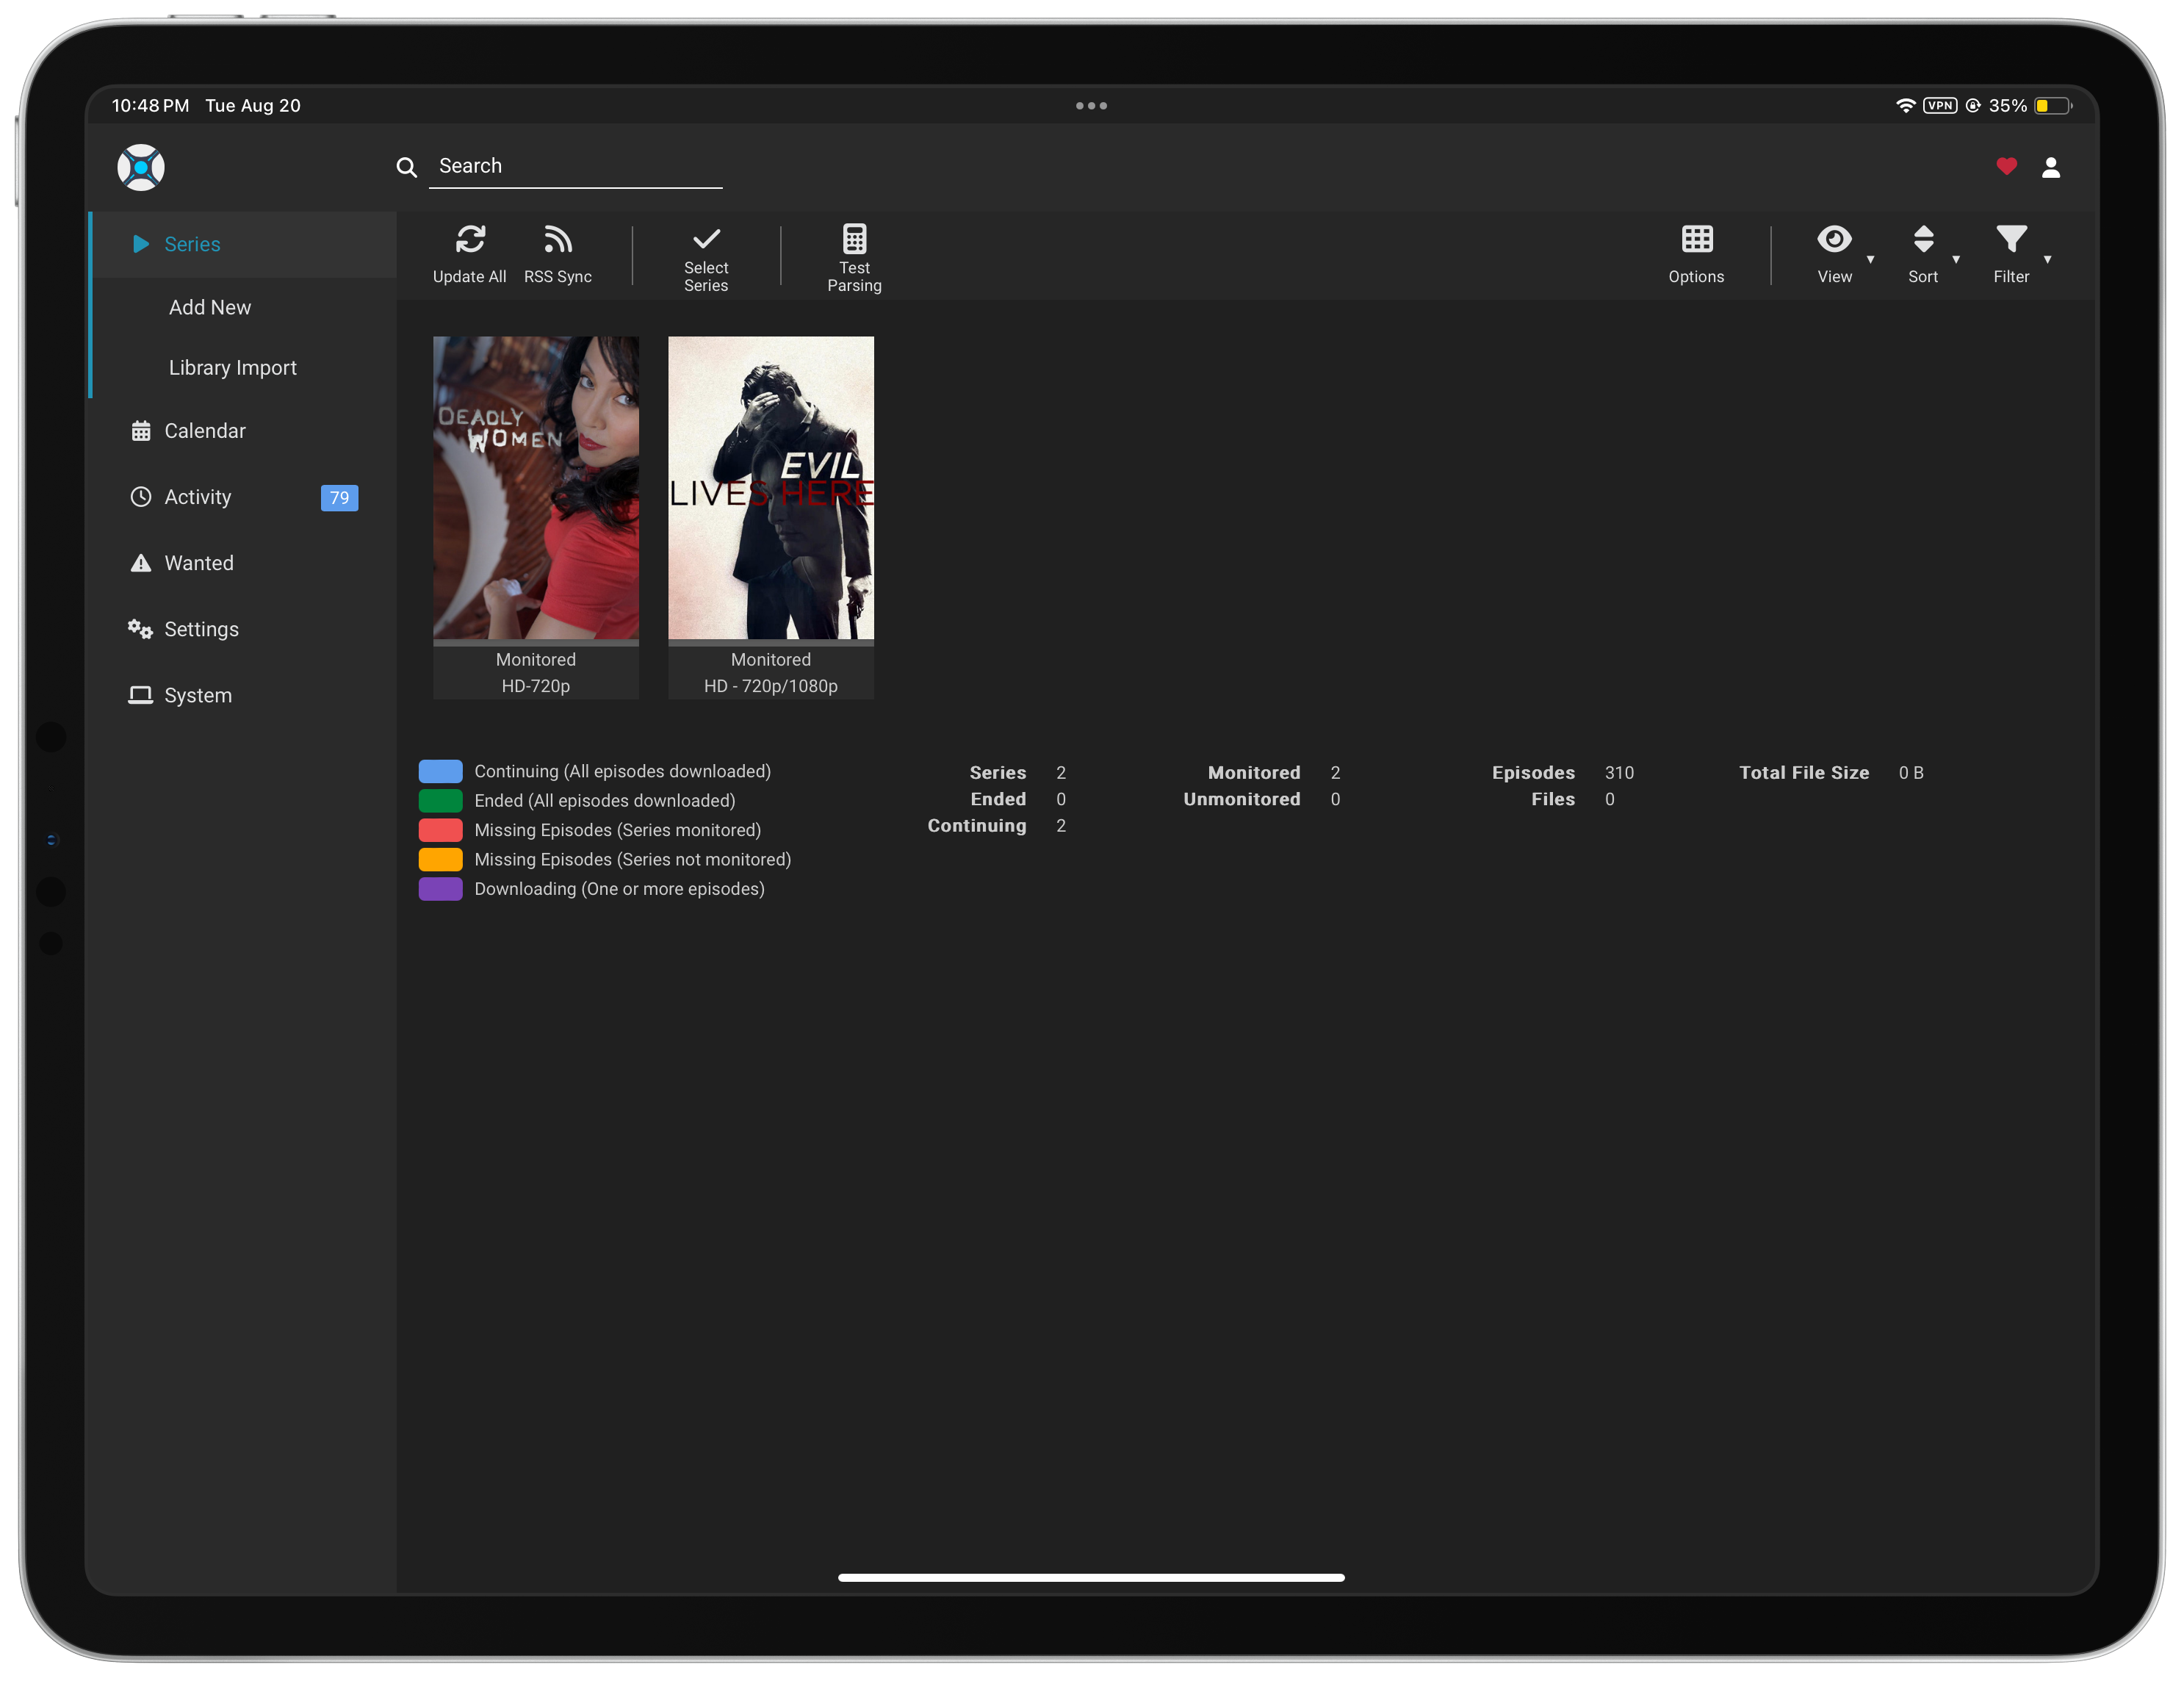 10:48 PM Tue Aug 20
VPN 35%
Search
Series
Add New
Library Import
Calendar
Activity 79
Wanted
Settings
System
Update All
RSS Sync
Select
Series
Test
Parsing
Options
View
Sort
Filter
DEADLY
WOMEN
Monitored
HD-720p
EVIL
LIVES HERE
Monitored
HD - 720p/1080p
Continuing (All episodes downloaded)
Ended (All episodes downloaded)
Missing Episodes (Series monitored)
Missing Episodes (Series not monitored)
Downloading (One or more episodes)
Series 2
Ended 0
Continuing 2
Monitored 2
Unmonitored 0
Episodes 310
Files 0
Total File Size 0 B